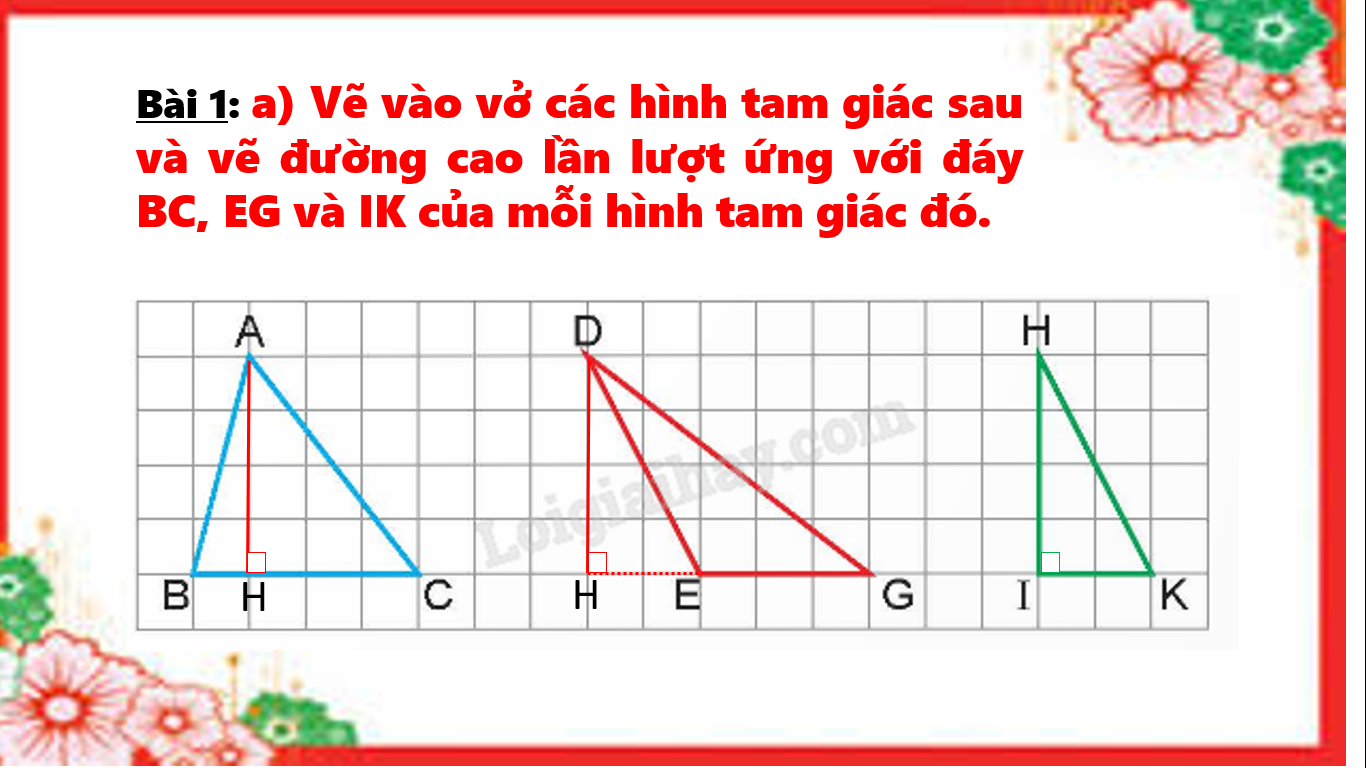 Bài 1: a) Vẽ vào vở các hình tam giác sau
và vẽ đường cao lần lượt ứng với đáy
BC, EG và IK của mỗi hình tam giác đó.
A D H
Loigiaihay.com
B H C H E G I K